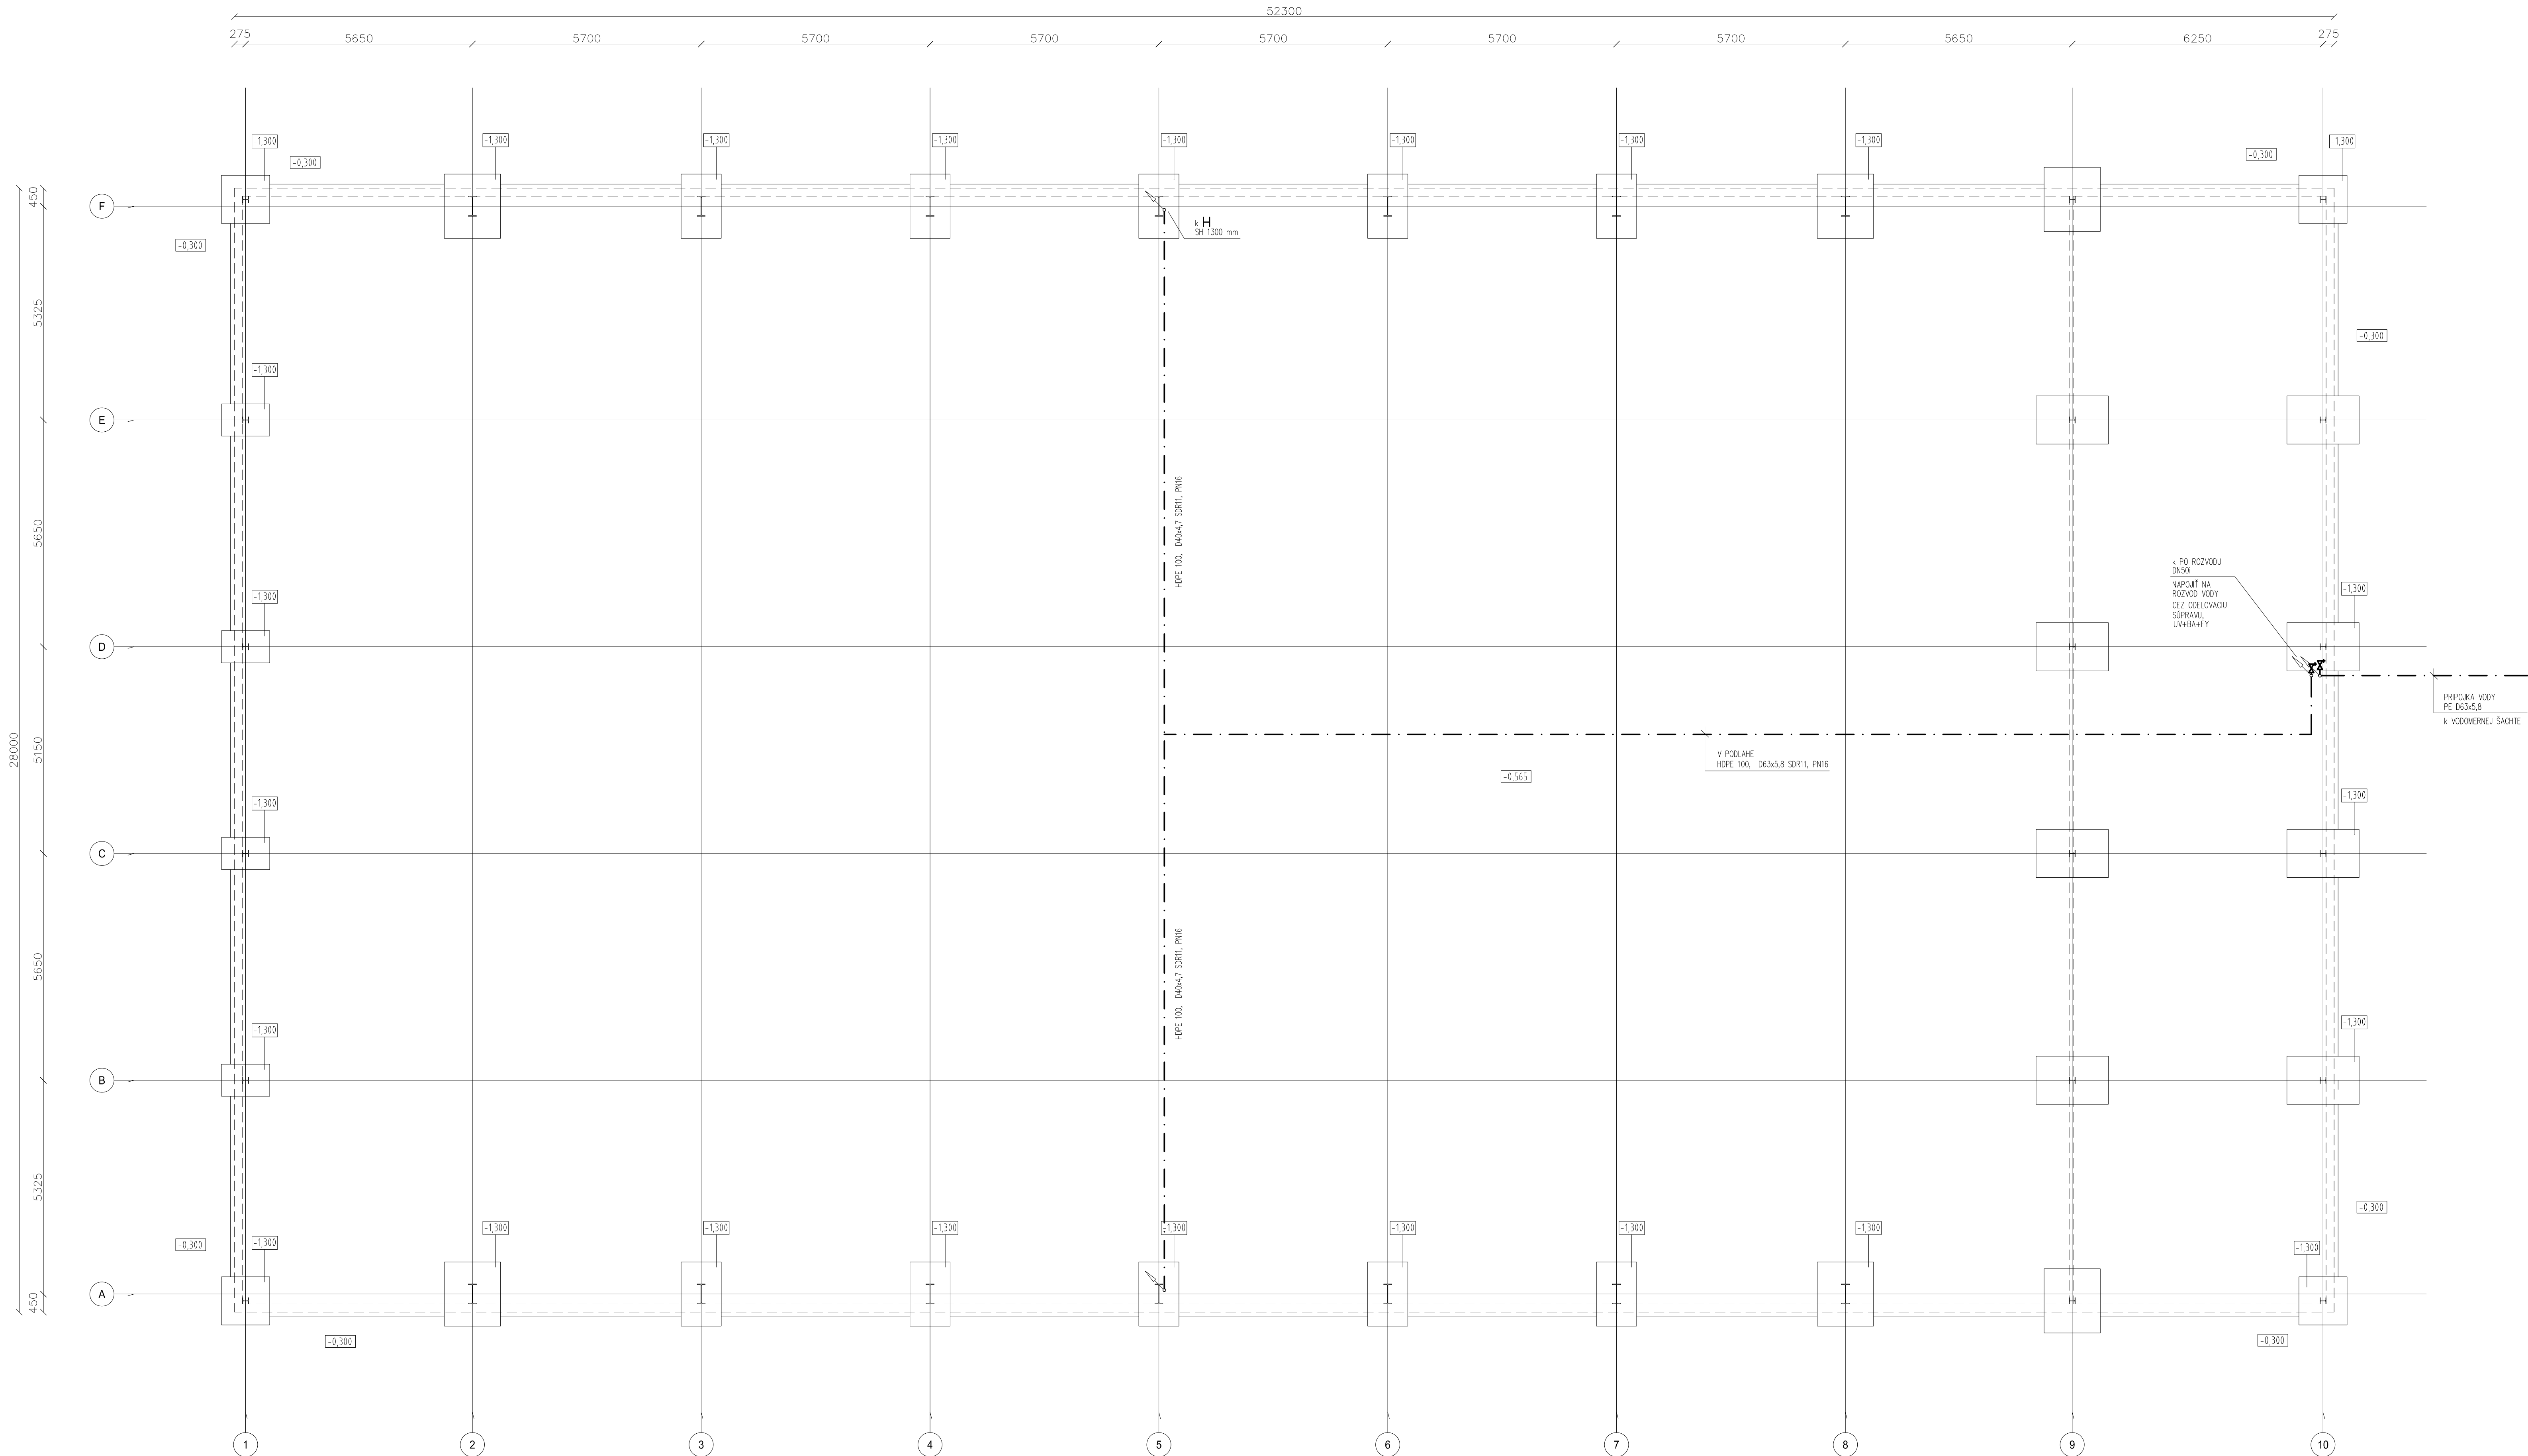 52300
275
5650
5700
5700
5700
5700
5700
5700
5650
6250
275
-1,300
-0,300
-1,300
-1,300
-1,300
-1,300
-1,300
-1,300
-1,300
-0,300
-1,300
450
F
k H
SH 1300 mm
-0,300
5325
-0,300
-1,300
E
HDPE 100, D40x4,7 SDR11, PN16
5650
k PO ROZVODU
DN50!
NAPOJIŤ NA
ROZVOD VODY
CEZ ODELOVACIU
SÚPRAVU,
UV+BA+FY
-1,300
-1,300
D
PRIPOJKA VODY
PE D63x5,8
k VODOMERNEJ ŠACHTE
28000
5150
V PODLAHE
HDPE 100, D63x5,8 SDR11, PN16
-0,565
-1,300
-1,300
C
5650
HDPE 100, D40x4,7 SDR11, PN16
-1,300
-1,300
B
5325
-0,300
-0,300
-1,300
-1,300
-1,300
-1,300
-1,300
-1,300
-1,300
-1,300
-1,300
A
450
-0,300
-0,300
1
2
3
4
5
6
7
8
9
10